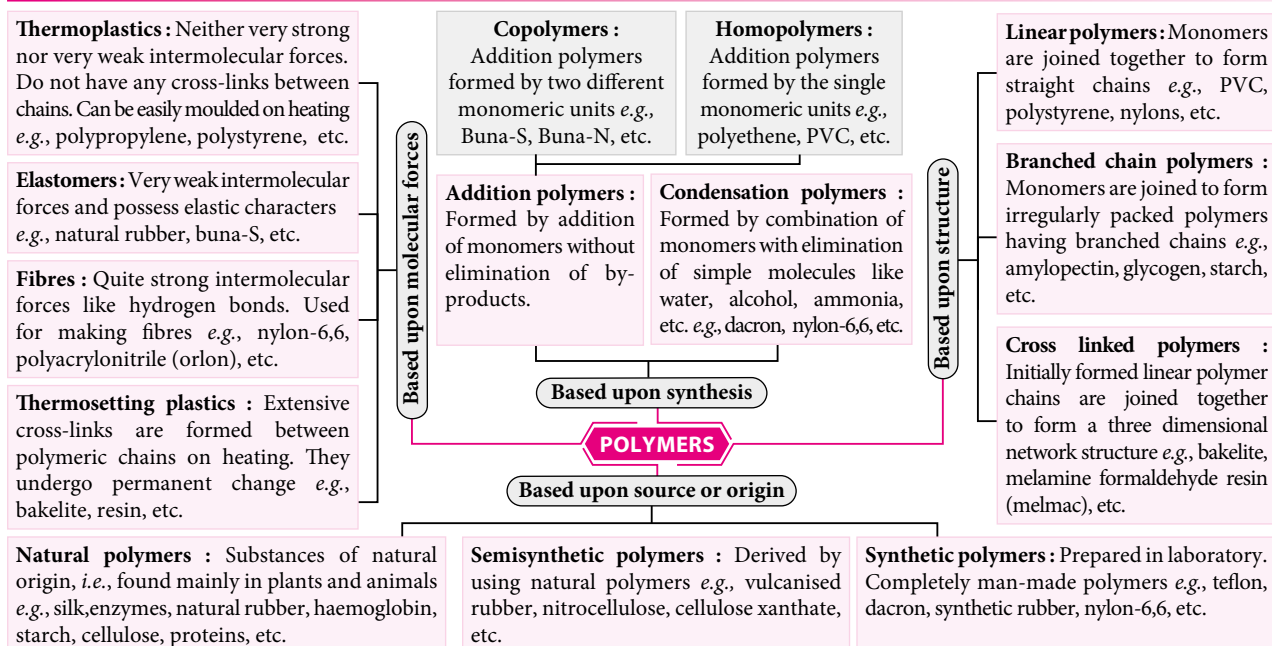 Thermoplastics : Neither very strong
nor very weak intermolecular forces.
Do not have any cross-links between
chains. Can be easily moulded on heating
e.g., polypropylene, polystyrene, etc.
Elastomers : Very weak intermolecular
forces and possess elastic characters
e.g., natural rubber, buna-S, etc.
Fibres : Quite strong intermolecular
forces like hydrogen bonds. Used
for making fibres e.g., nylon-6,6,
polyacrylonitrile (orlon), etc.
Thermosetting plastics : Extensive
cross-links are formed between
polymeric chains on heating. They
undergo permanent change e.g.,
bakelite, resin, etc.
Based upon molecular forces
Copolymers :
Addition polymers
formed by two different
monomeric units e.g.,
Buna-S, Buna-N, etc.
Homopolymers :
Addition polymers
formed by the single
monomeric units e.g.,
polyethene, PVC, etc.
Addition polymers :
Formed by addition
of monomers without
elimination of by-
products.
Condensation polymers :
Formed by combination of
monomers with elimination
of simple molecules like
water, alcohol, ammonia,
etc. e.g., dacron, nylon-6,6, etc.
Based upon synthesis
POLYMERS
Based upon source or origin
Based upon structure
Linear polymers : Monomers
are joined together to form
straight chains e.g., PVC,
polystyrene, nylons, etc.
Branched chain polymers :
Monomers are joined to form
irregularly packed polymers
having branched chains e.g.,
amylopectin, glycogen, starch,
etc.
Cross linked polymers :
Initially formed linear polymer
chains are joined together
to form a three dimensional
network structure e.g., bakelite,
melamine formaldehyde resin
(melmac), etc.
Natural polymers : Substances of natural
origin, i.e., found mainly in plants and animals
e.g., silk,enzymes, natural rubber, haemoglobin,
starch, cellulose, proteins, etc.
Semisynthetic polymers : Derived by
using natural polymers e.g., vulcanised
rubber, nitrocellulose, cellulose xanthate,
etc.
Synthetic polymers : Prepared in laboratory.
Completely man-made polymers e.g., teflon,
dacron, synthetic rubber, nylon-6,6, etc.